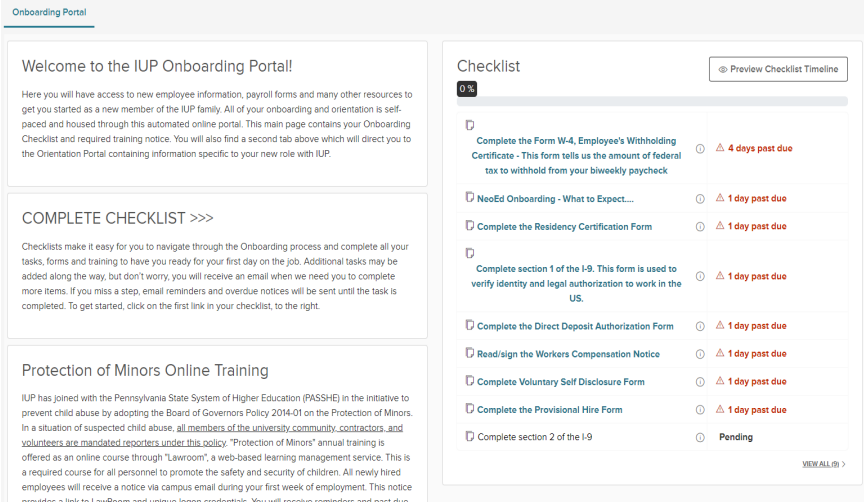 Onboarding Portal
Welcome to the IUP Onboarding Portal!
Here you will have access to new employee information, payroll forms and many other resources to
get you started as a new member of the IUP family. All of your onboarding and orientation is self-
paced and housed through this automated online portal. This main page contains your Onboarding
Checklist and required training notice. You will also find a second tab above which will direct you to
the Orientation Portal containing information specific to your new role with IUP.
COMPLETE CHECKLIST >>>
Checklists make it easy for you to navigate through the Onboarding process and complete all your
tasks, forms and training to have you ready for your first day on the job. Additional tasks may be
added along the way, but don't worry, you will receive an email when we need you to complete
more items. If you miss a step, email reminders and overdue notices will be sent until the task is
completed. To get started, click on the first link in your checklist, to the right.
Protection of Minors Online Training
IUP has joined with the Pennsylvania State System of Higher Education (PASSHE) in the initiative to
prevent child abuse by adopting the Board of Governors Policy 2014-01 on the Protection of Minors.
In a situation of suspected child abuse, all members of the university community, contractors, and
volunteers are mandated reporters under this policy. "Protection of Minors" annual training is
offered as an online course through "Lawroom", a web-based learning management service. This is
a required course for all personnel to promote the safety and security of children. All newly hired
employees will receive a notice via campus email during your first week of employment. This notice
provides a link to LawRoom and unique logon credentials. You will receive reminders and past due
Checklist
Preview Checklist Timeline
0 %
Complete the Form W-4, Employee's Withholding
Certificate - This form tells us the amount of federal
tax to withhold from your biweekly paycheck
4 days past due
NeoEd Onboarding - What to Expect....
1 day past due
Complete the Residency Certification Form
1 day past due
Complete section 1 of the I-9. This form is used to
verify identity and legal authorization to work in the
US.
1 day past due
Complete the Direct Deposit Authorization Form
1 day past due
Read/sign the Workers Compensation Notice
1 day past due
Complete Voluntary Self Disclosure Form
1 day past due
Complete the Provisional Hire Form
1 day past due
Complete section 2 of the I-9
Pending
VIEW ALL (9)